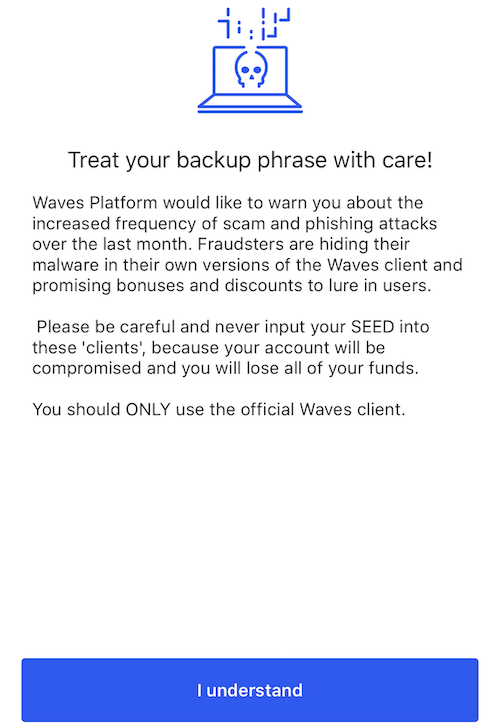 Treat your backup phrase with care!
Waves Platform would like to warn you about the
increased frequency of scam and phishing attacks
over the last month. Fraudsters are hiding their
malware in their own versions of the Waves client and
promising bonuses and discounts to lure in users.
Please be careful and never input your SEED into
these 'clients', because your account will be
compromised and you will lose all of your funds.
You should ONLY use the official Waves client.
I understand